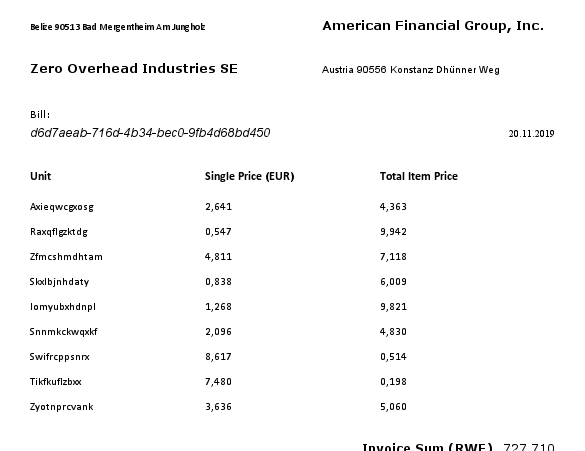 Belize 90513 Bad Mergentheim Am Jungholz
American Financial Group, Inc.
Zero Overhead Industries SE
Austria 90556 Konstanz Dhünner Weg
Bill:
d6d7aeab-716d-4b34-bec0-9fb4d68bd450
20.11.2019
Unit Single Price (EUR) Total Item Price
Axieqwcgxosg 2,641 4,363
Raxqflgzktdg 0,547 9,942
Zfmcshmdhtam 4,811 7,118
Skxlbjnhdaty 0,838 6,009
Iomyubxhdnpl 1,268 9,821
Snnmkckwqxkf 2,096 4,830
Swifrcppsnrx 8,617 0,514
Tikfkuflzbxx 7,480 0,198
Zyotnprcvank 3,636 5,060
Invoice Sum (RWF) 727,710